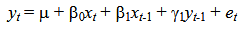 yₜ = μ + β₀xₜ + β₁xₜ₋₁ + γ₁yₜ₋₁ + eₜ